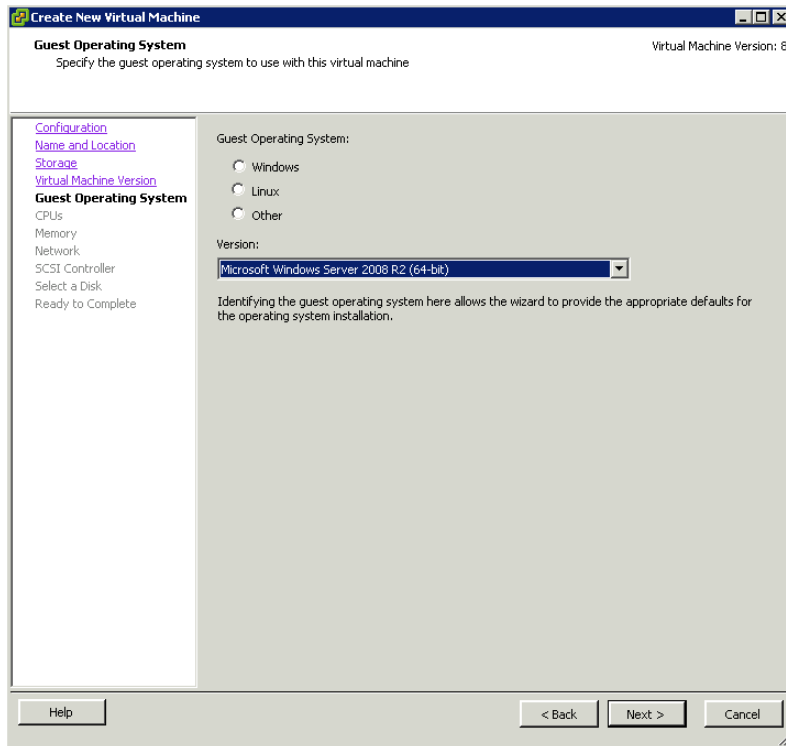 Create New Virtual Machine
Guest Operating System
Specify the guest operating system to use with this virtual machine
Virtual Machine Version: 8
Configuration
Name and Location
Storage
Virtual Machine Version
Guest Operating System
CPUs
Memory
Network
SCSI Controller
Select a Disk
Ready to Complete
Guest Operating System:
Windows
Linux
Other
Version:
Microsoft Windows Server 2008 R2 (64-bit)
Identifying the guest operating system here allows the wizard to provide the appropriate defaults for
the operating system installation.
Help
< Back
Next >
Cancel